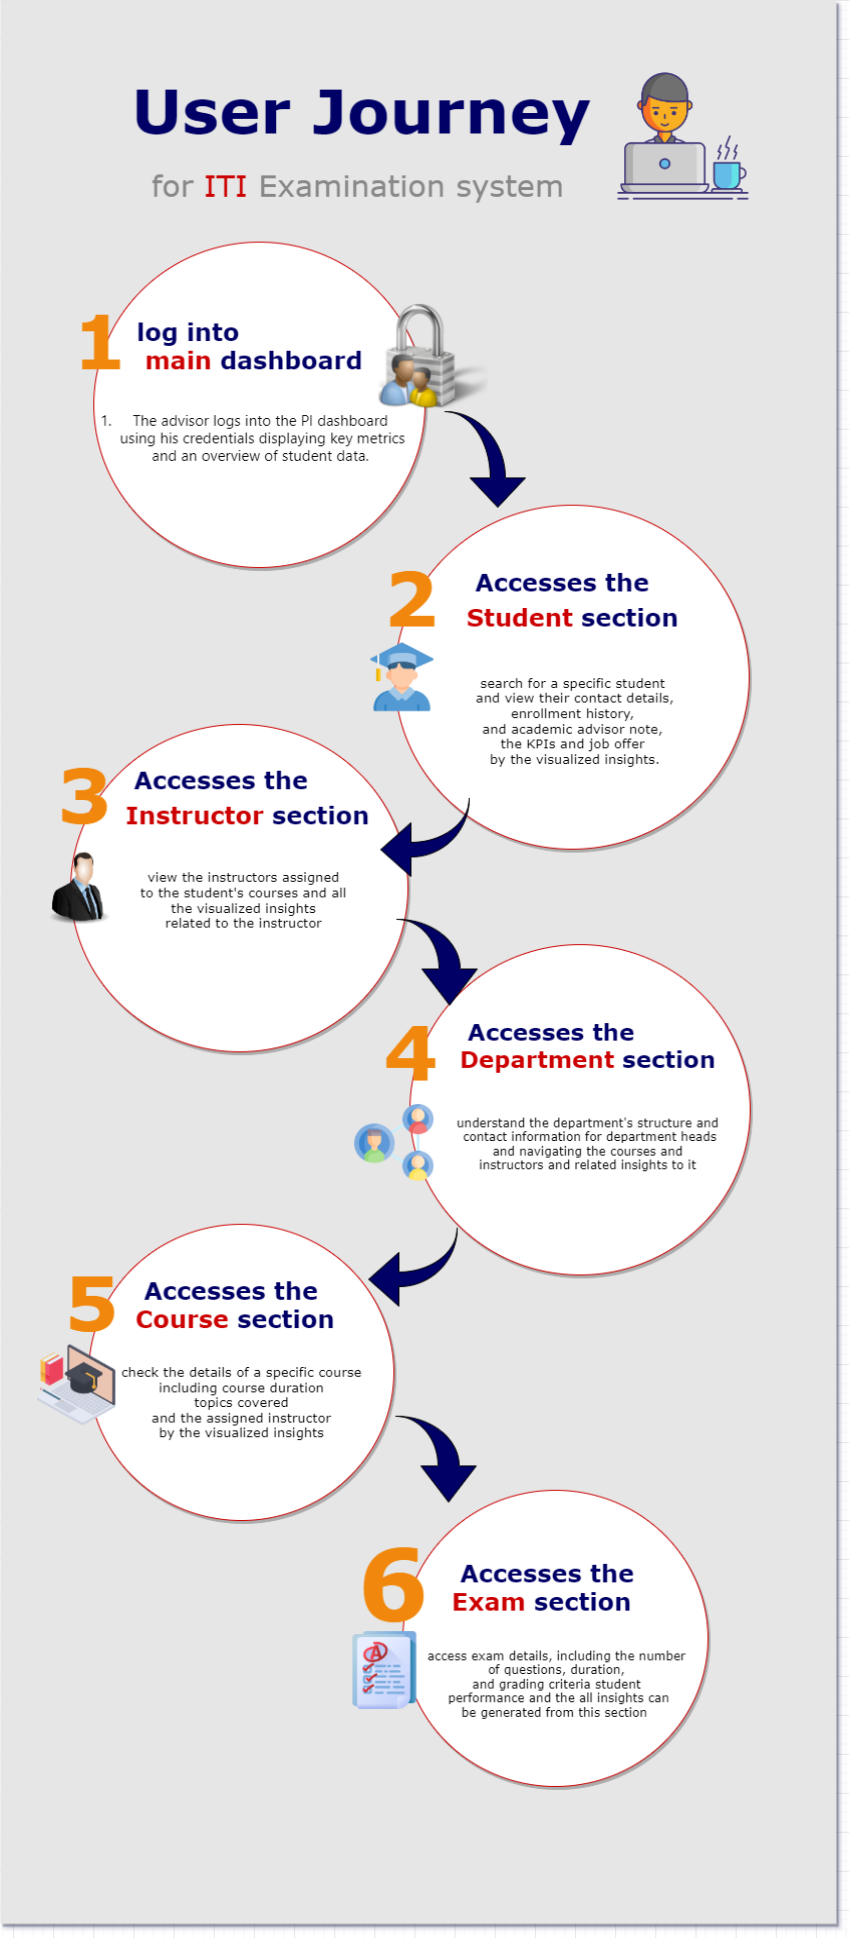 User Journey
for ITI Examination system
1
log into
main dashboard
1. The advisor logs into the PI dashboard
using his credentials displaying key metrics
and an overview of student data.
2
Accesses the
Student section
search for a specific student
and view their contact details,
enrollment history,
and academic advisor note,
the KPIs and job offer
by the visualized insights.
3
Accesses the
Instructor section
view the instructors assigned
to the student's courses and all
the visualized insights
related to the instructor
4
Accesses the
Department section
understand the department's structure and
contact information for department heads
and navigating the courses and
instructors and related insights to it
5
Accesses the
Course section
check the details of a specific course
including course duration
topics covered
and the assigned instructor
by the visualized insights
6
Accesses the
Exam section
A
access exam details, including the number
of questions, duration,
and grading criteria student
performance and the all insights can
be generated from this section